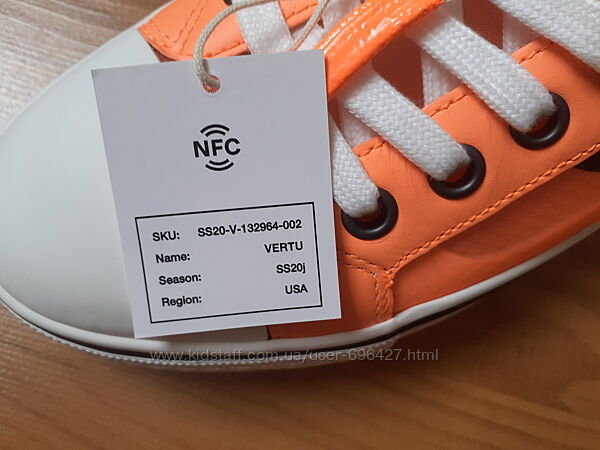 NFC
SKU: SS20-V-132964-002
Name: VERTU
Season: SS20j
Region: USA
www.kidstaff.com.ua/user-696427.html